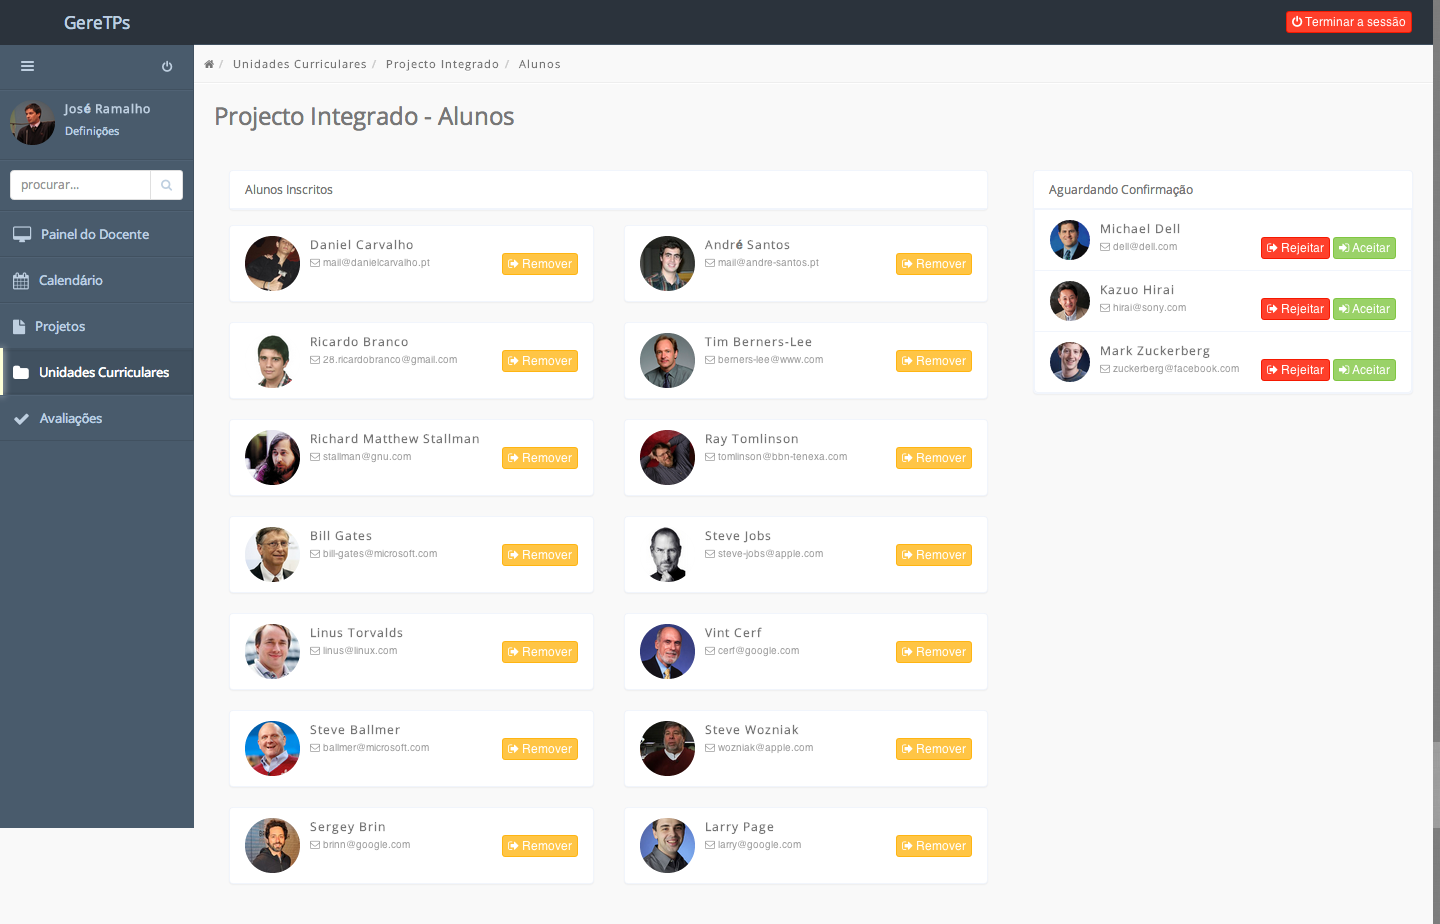 GereTPs
Terminar a sessão
/ Unidades Curriculares / Projecto Integrado / Alunos
José Ramalho
Definições
procurar...
Painel do Docente
Calendário
Projetos
Unidades Curriculares
Avaliações
Projecto Integrado - Alunos
Alunos Inscritos
Daniel Carvalho
mail@danielcarvalho.pt
Remover
André Santos
mail@andre-santos.pt
Remover
Ricardo Branco
28.ricardobranco@gmail.com
Remover
Tim Berners-Lee
berners-lee@www.com
Remover
Richard Matthew Stallman
stallman@gnu.com
Remover
Ray Tomlinson
tomlinson@bbn-tenexa.com
Remover
Bill Gates
bill-gates@microsoft.com
Remover
Steve Jobs
steve-jobs@apple.com
Remover
Linus Torvalds
linus@linux.com
Remover
Vint Cerf
cerf@google.com
Remover
Steve Ballmer
ballmer@microsoft.com
Remover
Steve Wozniak
wozniak@apple.com
Remover
Sergey Brin
brinn@google.com
Remover
Larry Page
larry@google.com
Remover
Aguardando Confirmação
Michael Dell
dell@dell.com
Rejeitar Aceitar
Kazuo Hirai
hirai@sony.com
Rejeitar Aceitar
Mark Zuckerberg
zuckerberg@facebook.com
Rejeitar Aceitar